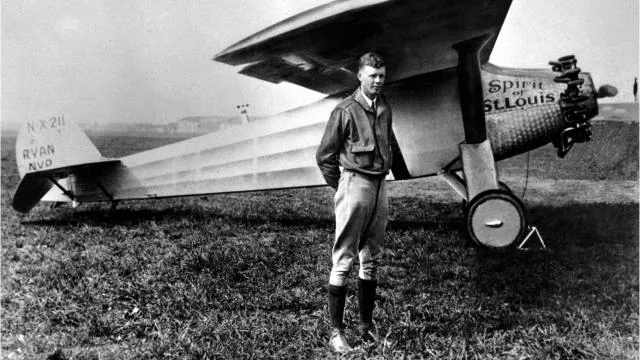 N-X-211
RYAN
NYP
Spirit
of
St. Louis